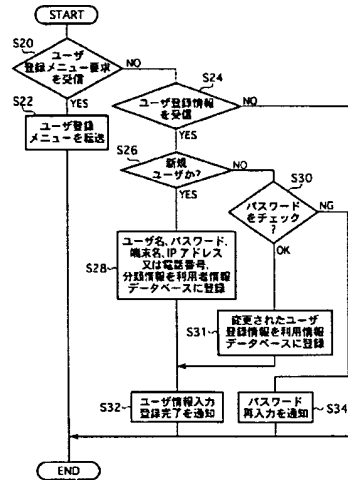 START
S20
ユーザ
登録メニュー要求
を受信
NO
YES
S22
ユーザ登録
メニューを転送
S24
ユーザ登録情報
を受信
NO
YES
S26
新規
ユーザか?
NO
YES
S30
パスワード
をチェック
?
NG
OK
S28
ユーザ名、パスワード、
端末名、IPアドレス
又は電話番号、
分類情報を利用者情報
データベースに登録
S31
変更されたユーザ
登録情報を利用情報
データベースに登録
S32
ユーザ情報入力
登録完了を通知
パスワード
再入力を通知
S34
END